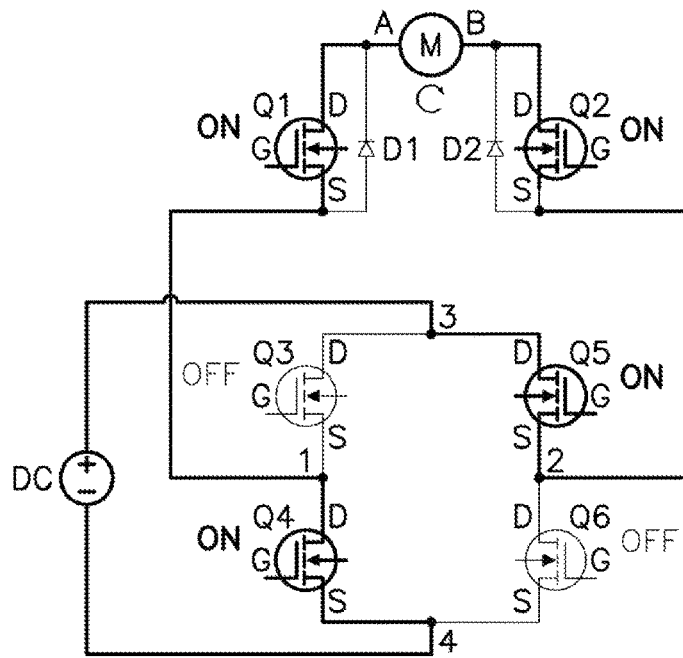 A M B
Q1 D D Q2
ON G D1 D2 G ON
S S
3
Q3 D D Q5
OFF G G ON
S S
1 2
DC + −
Q4 D D Q6
ON G G OFF
S S
4